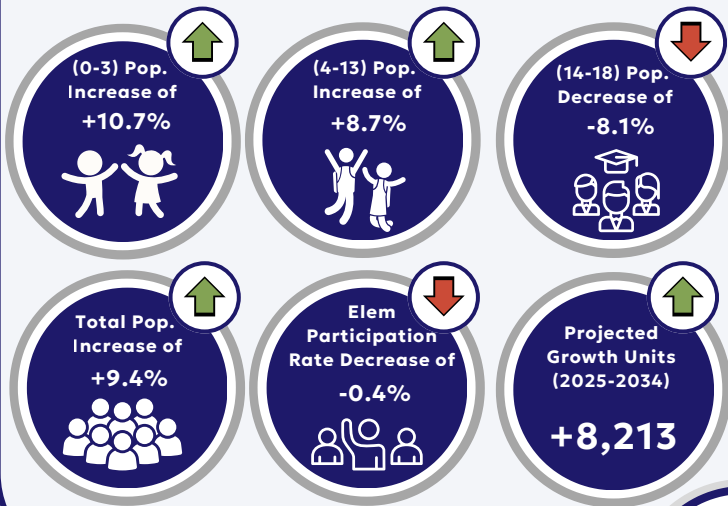 (0-3) Pop.
Increase of
+10.7%
(4-13) Pop.
Increase of
+8.7%
(14-18) Pop.
Decrease of
-8.1%
Total Pop.
Increase of
+9.4%
Elem
Participation
Rate Decrease of
-0.4%
Projected
Growth Units
(2025-2034)
+8,213